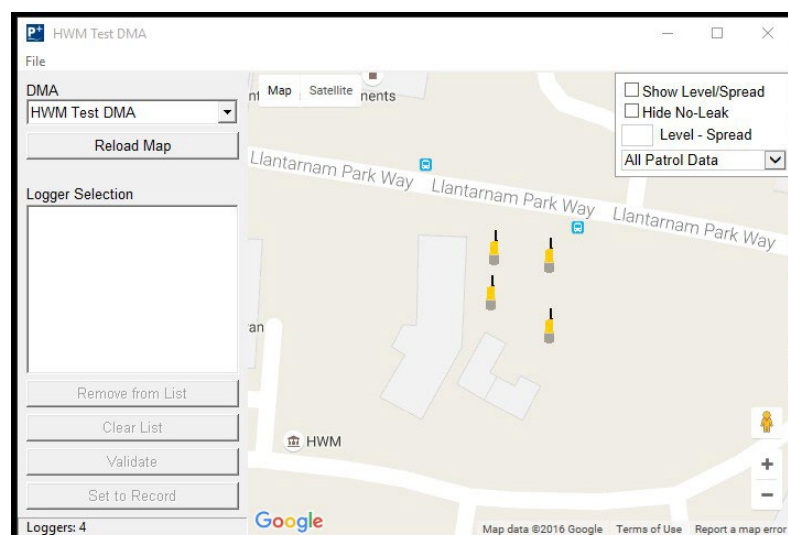 P+ HWM Test DMA
File
DMA
HWM Test DMA
Reload Map
Logger Selection
Remove from List
Clear List
Validate
Set to Record
Loggers: 4
Map Satellite
nents
Show Level/Spread
Hide No-Leak
Level - Spread
All Patrol Data
Llantarnam Park Way Llantarnam Park Way Llantarnam Park Way
an
HWM
Google
Map data ©2016 Google Terms of Use Report a map error